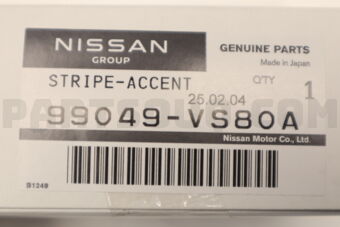 NISSAN
GROUP
GENUINE PARTS
Made in Japan
STRIPE-ACCENT
Q'TY
1
25.02.04
99049-VS80A
Nissan Motor Co., Ltd.
B1249